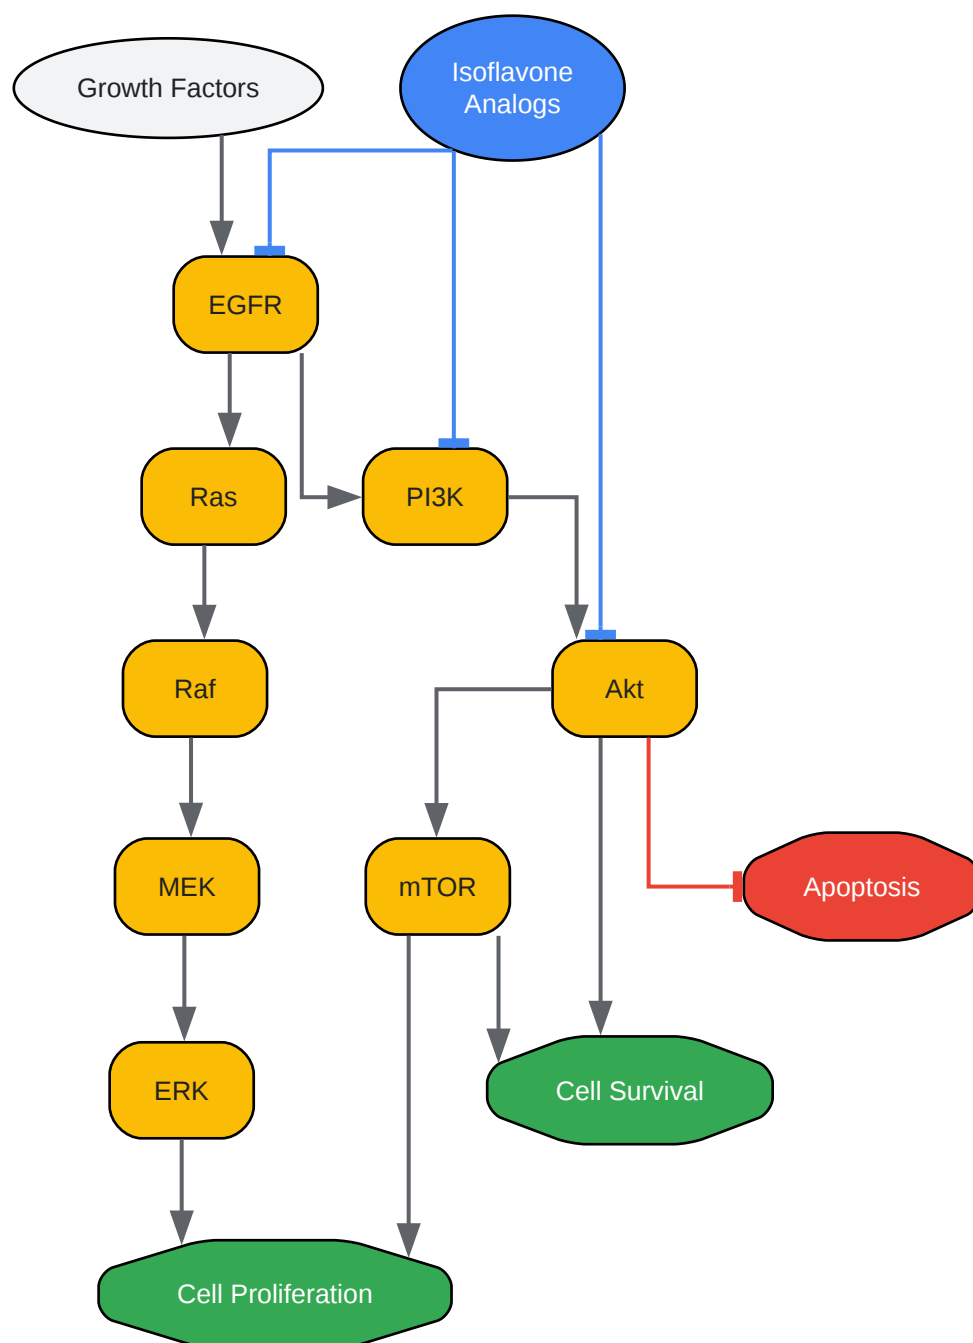 Growth Factors
Isoflavone
Analogs
EGFR
Ras
PI3K
Raf
Akt
MEK
mTOR
Apoptosis
ERK
Cell Survival
Cell Proliferation